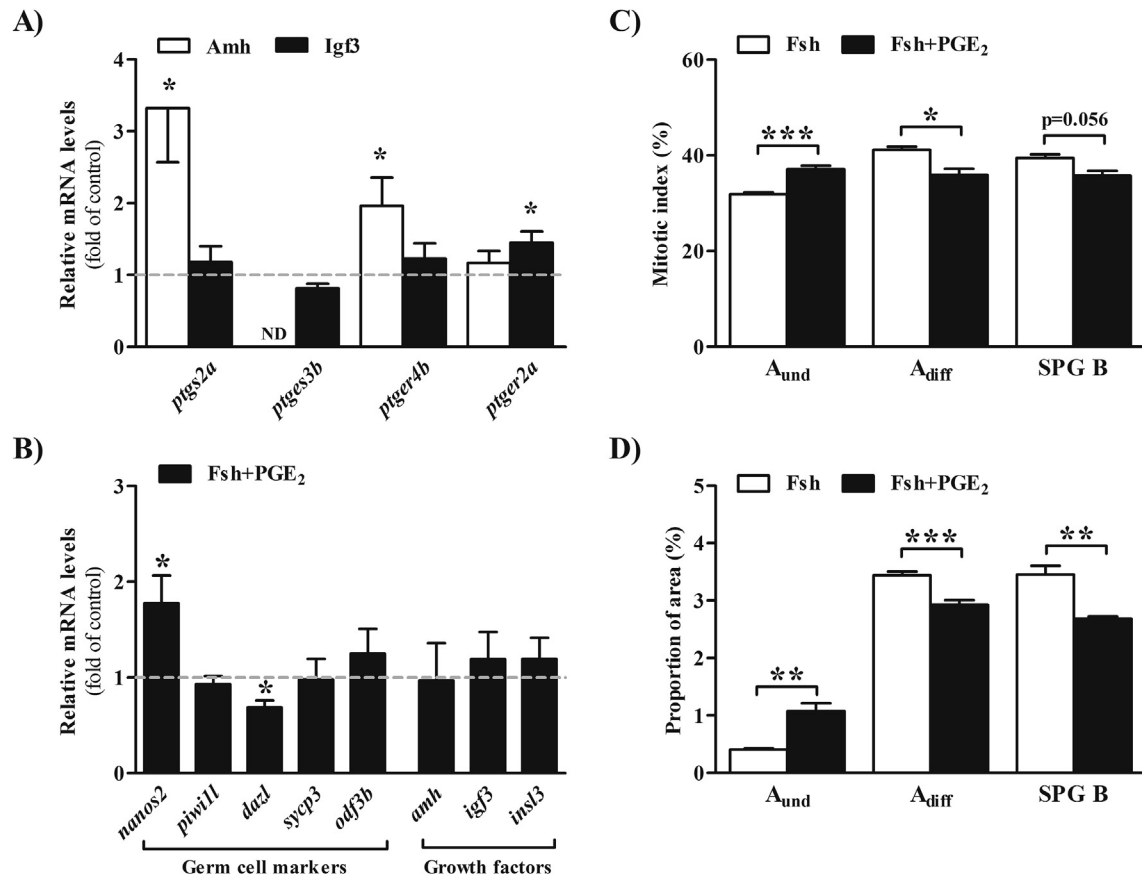 A)
Amh Igf3
Relative mRNA levels
(fold of control)
4
3
2
1
0
*
*
*
ND
ptgs2a
ptges3b
ptger4b
ptger2a
B)
Fsh+PGE2
Relative mRNA levels
(fold of control)
3
2
1
0
*
*
nanos2
piwi1l
dazl
sycp3
odf3b
amh
igf3
insl3
Germ cell markers
Growth factors
C)
Fsh Fsh+PGE2
Mitotic index (%)
60
40
20
0
***
*
p=0.056
Aund
Adiff
SPG B
D)
Fsh Fsh+PGE2
Proportion of area (%)
5
4
3
2
1
0
**
***
**
Aund
Adiff
SPG B